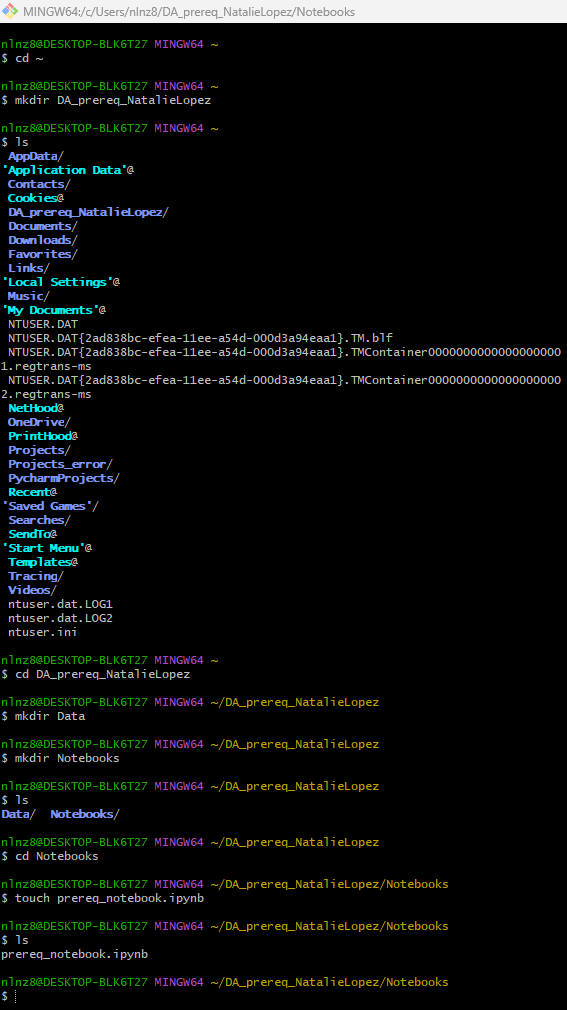 MINGW64:/c/Users/nlnz8/DA_prereq_NatalieLopez/Notebooks
nlnz8@DESKTOP-BLK6T27 MINGW64 ~
$ cd ~
nlnz8@DESKTOP-BLK6T27 MINGW64 ~
$ mkdir DA_prereq_NatalieLopez
nlnz8@DESKTOP-BLK6T27 MINGW64 ~
$ ls
AppData/
'Application Data'@
Contacts/
Cookies@
DA_prereq_NatalieLopez/
Documents/
Downloads/
Favorites/
Links/
'Local Settings'@
Music/
'My Documents'@
NTUSER.DAT
NTUSER.DAT{2ad838bc-efea-11ee-a54d-000d3a94eaa1}.TM.blf
NTUSER.DAT{2ad838bc-efea-11ee-a54d-000d3a94eaa1}.TMContainer0000000000000000000
1.regtrans-ms
NTUSER.DAT{2ad838bc-efea-11ee-a54d-000d3a94eaa1}.TMContainer0000000000000000000
2.regtrans-ms
NetHood@
OneDrive/
PrintHood@
Projects/
Projects_error/
PycharmProjects/
Recent@
'Saved Games'/
Searches/
SendTo@
'Start Menu'@
Templates@
Tracing/
Videos/
ntuser.dat.LOG1
ntuser.dat.LOG2
ntuser.ini
nlnz8@DESKTOP-BLK6T27 MINGW64 ~
$ cd DA_prereq_NatalieLopez
nlnz8@DESKTOP-BLK6T27 MINGW64 ~/DA_prereq_NatalieLopez
$ mkdir Data
nlnz8@DESKTOP-BLK6T27 MINGW64 ~/DA_prereq_NatalieLopez
$ mkdir Notebooks
nlnz8@DESKTOP-BLK6T27 MINGW64 ~/DA_prereq_NatalieLopez
$ ls
Data/  Notebooks/
nlnz8@DESKTOP-BLK6T27 MINGW64 ~/DA_prereq_NatalieLopez
$ cd Notebooks
nlnz8@DESKTOP-BLK6T27 MINGW64 ~/DA_prereq_NatalieLopez/Notebooks
$ touch prereq_notebook.ipynb
nlnz8@DESKTOP-BLK6T27 MINGW64 ~/DA_prereq_NatalieLopez/Notebooks
$ ls
prereq_notebook.ipynb
nlnz8@DESKTOP-BLK6T27 MINGW64 ~/DA_prereq_NatalieLopez/Notebooks
$